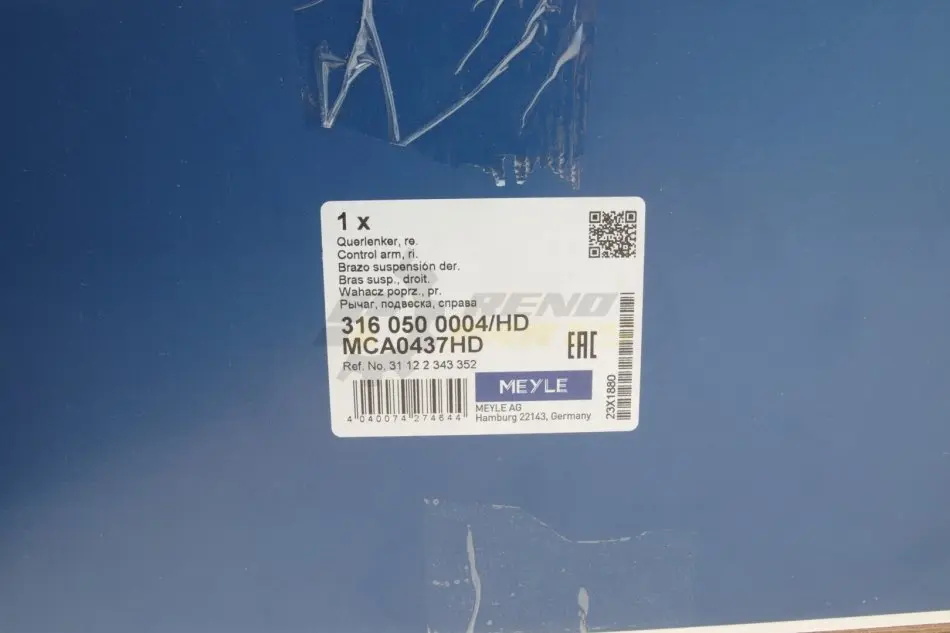 1 x
Querlenker, re.
Control arm, ri.
Brazo suspensión der.
Bras susp., droit.
Wahacz poprz., pr.
Рычаг, подвеска, справа
RENO
316 050 0004/HD
MCA0437HD
EAC
Ref. No. 31 12 2 343 352
MEYLE
4 040074 274644
MEYLE AG
Hamburg 22143, Germany
23X1880